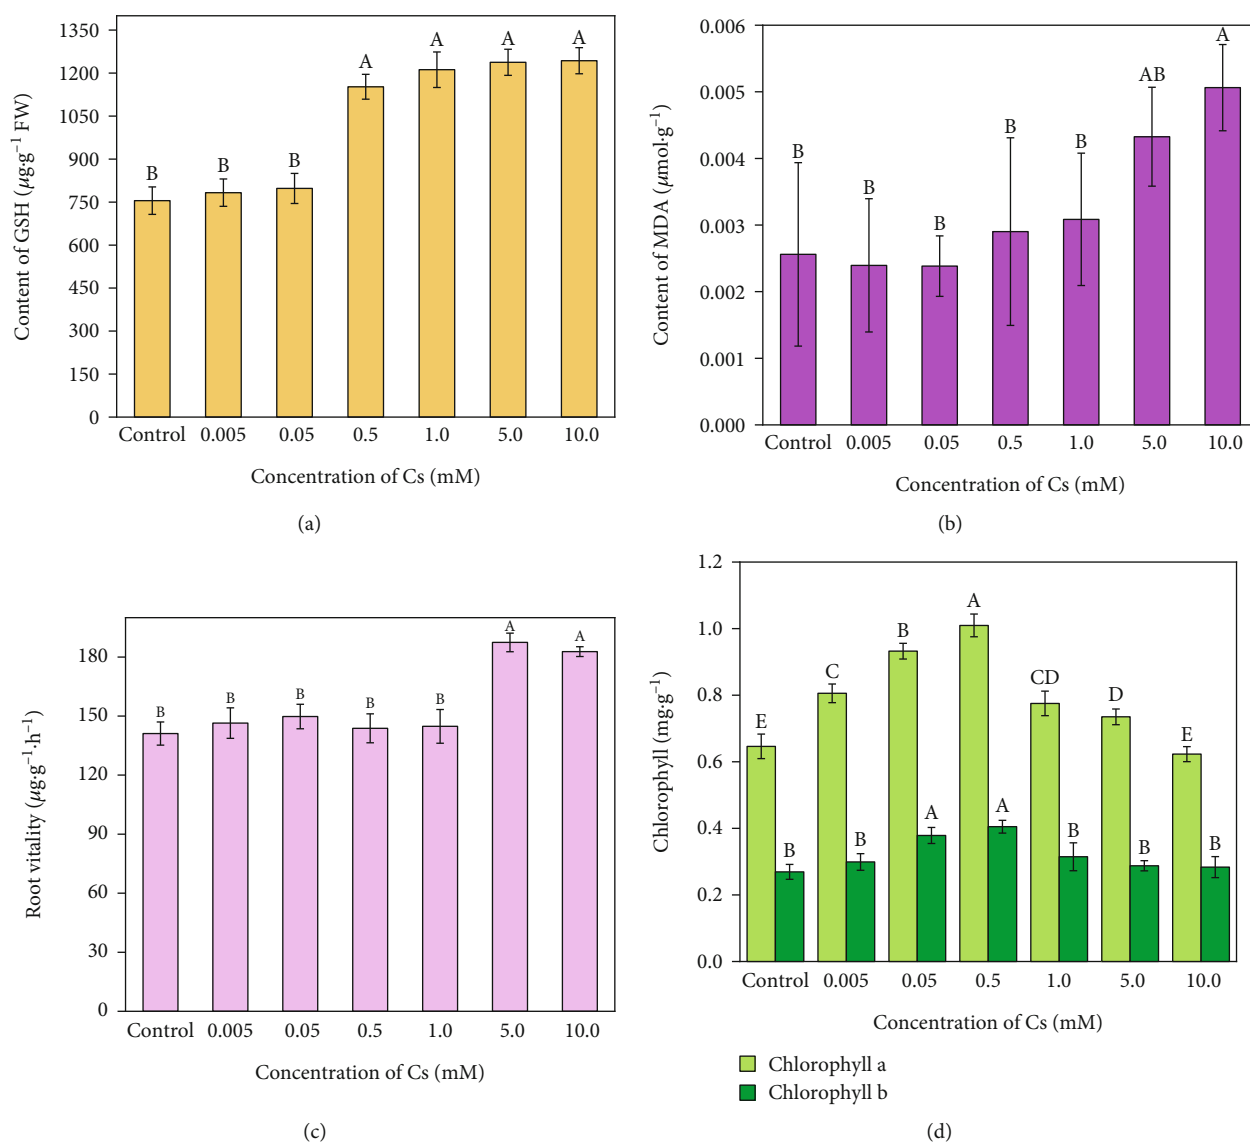 1350
1200
1050
900
750
600
450
300
150
0
Content of GSH (μg·g⁻¹ FW)
B
B
B
A
A
A
A
Control 0.005 0.05 0.5 1.0 5.0 10.0
Concentration of Cs (mM)
(a)
0.006
0.005
0.004
0.003
0.002
0.001
0.000
Content of MDA (μmol·g⁻¹)
B
B
B
B
B
AB
A
Control 0.005 0.05 0.5 1.0 5.0 10.0
Concentration of Cs (mM)
(b)
180
150
120
90
60
30
0
Root vitality (μg·g⁻¹·h⁻¹)
B
B
B
B
B
A
A
Control 0.005 0.05 0.5 1.0 5.0 10.0
Concentration of Cs (mM)
(c)
1.2
1.0
0.8
0.6
0.4
0.2
0.0
Chlorophyll (mg·g⁻¹)
E
B
C
B
B
A
A
A
CD
B
D
B
E
B
Control 0.005 0.05 0.5 1.0 5.0 10.0
Concentration of Cs (mM)
Chlorophyll a
Chlorophyll b
(d)